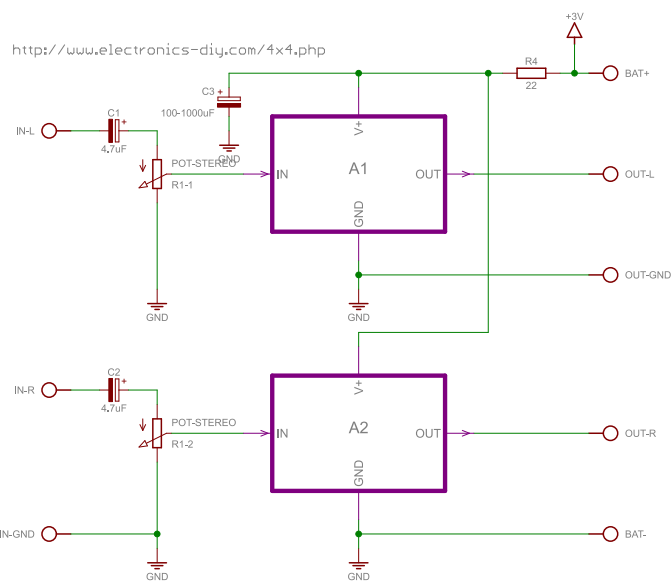 +3V
http://www.electronics-diy.com/4x4.php
R4
22
BAT+
C3
+
100-1000uF
GND
C1
+
4.7uF
IN-L
POT-STEREO
R1-1
V+
IN
A1
OUT
GND
OUT-L
OUT-GND
GND
GND
C2
+
4.7uF
IN-R
POT-STEREO
R1-2
V+
IN
A2
OUT
GND
OUT-R
IN-GND
BAT-
GND
GND